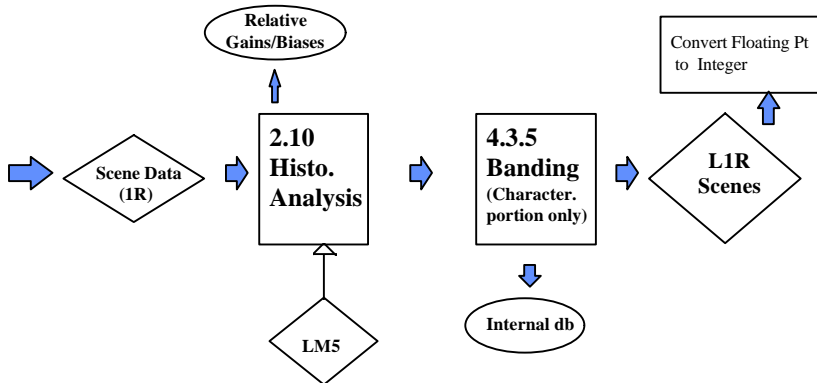 Relative
Gains/Biases
Convert Floating Pt
to Integer
Scene Data
(1R)
2.10
Histo.
Analysis
4.3.5
Banding
(Character.
portion only)
L1R
Scenes
LM5
Internal db